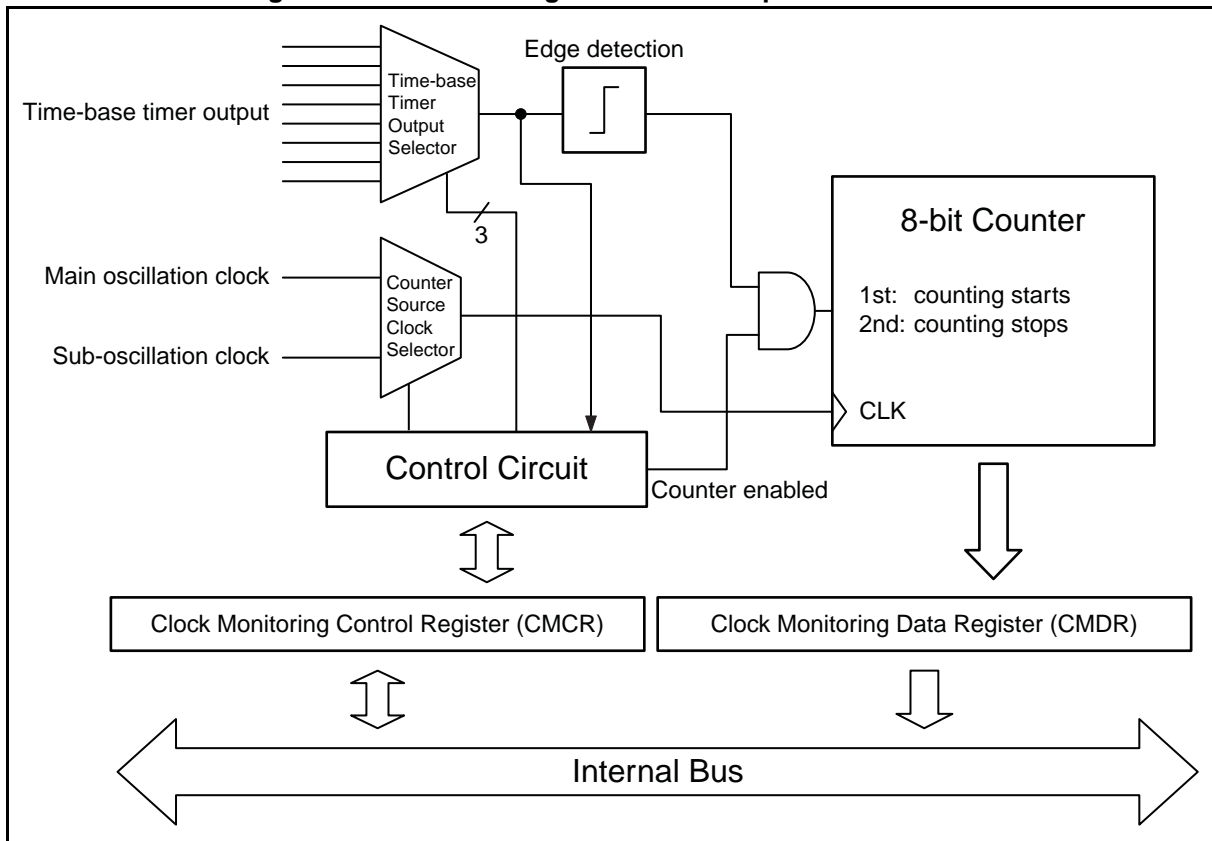 Edge detection
Time-base timer output
Time-base
Timer
Output
Selector
3
8-bit Counter
1st: counting starts
2nd: counting stops
CLK
Main oscillation clock
Sub-oscillation clock
Counter
Source
Clock
Selector
Control Circuit
Counter enabled
Clock Monitoring Control Register (CMCR)
Clock Monitoring Data Register (CMDR)
Internal Bus